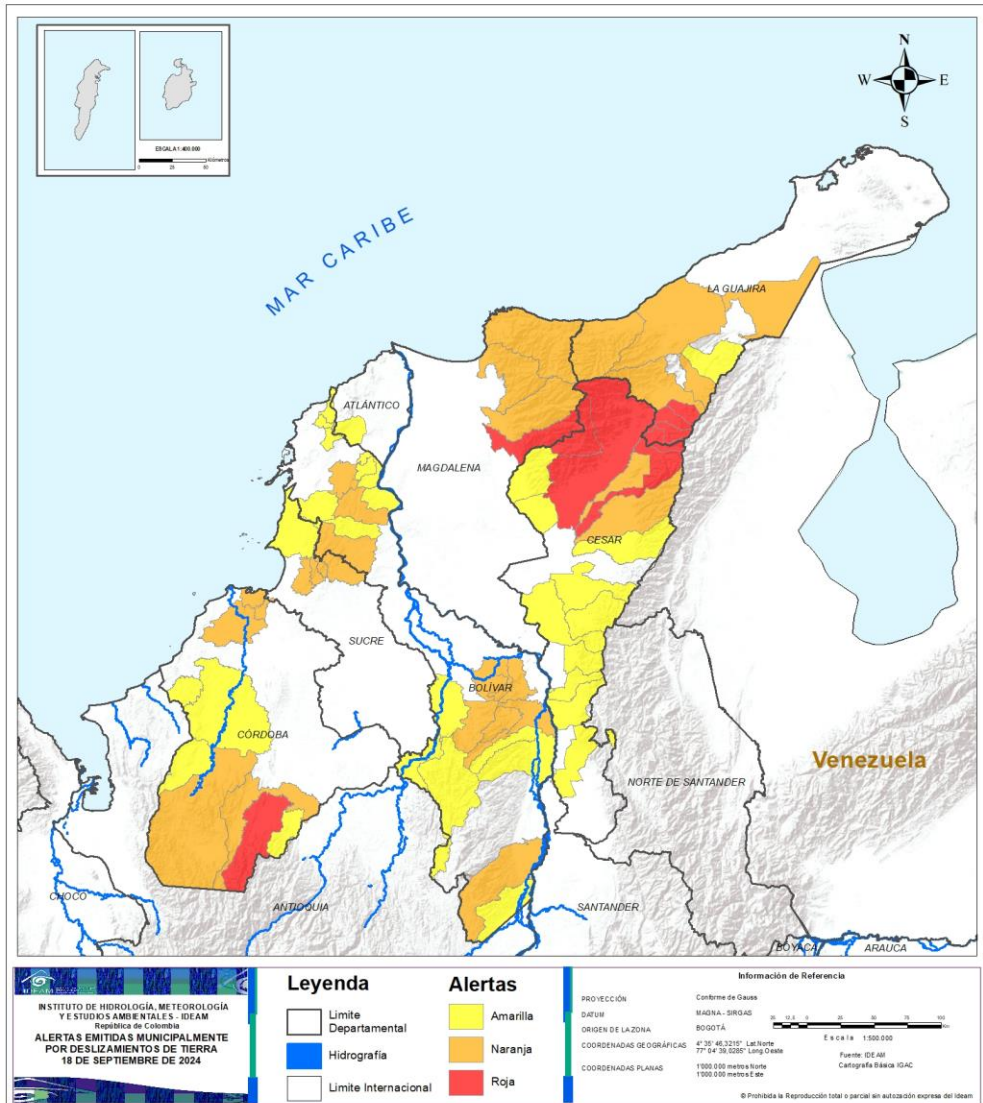 ESCALA 1:400.000
Kilómetros
N
W
E
S
MAR CARIBE
LA GUAJIRA
ATLÁNTICO
MAGDALENA
CESAR
SUCRE
BOLÍVAR
CÓRDOBA
NORTE DE SANTANDER
Venezuela
CHOCO
ANTIOQUIA
SANTANDER
BOYACA
ARAUCA
IDEAM
INSTITUTO DE HIDROLOGÍA, METEOROLOGÍA
Y ESTUDIOS AMBIENTALES - IDEAM
República de Colombia
ALERTAS EMITIDAS MUNICIPALMENTE
POR DESLIZAMIENTOS DE TIERRA
18 DE SEPTIEMBRE DE 2024
Leyenda
Limite
Departamental
Hidrografía
Limite Internacional
Alertas
Amarilla
Naranja
Roja
Información de Referencia
PROYECCIÓN Conforme de Gauss
DATUM MAGNA - SIRGAS
ORIGEN DE LA ZONA BOGOTÁ
COORDENADAS GEOGRÁFICAS 4° 35' 46,3215" Lat.Norte
77° 04' 39,0285" Long.Oeste
COORDENADAS PLANAS 1'000.000 metros Norte
1'000.000 metros Este
Escala 1:500.000
Fuente: IDEAM
Cartografía Básica IGAC
© Prohibida la Reproducción total o parcial sin autozación expresa del Ideam